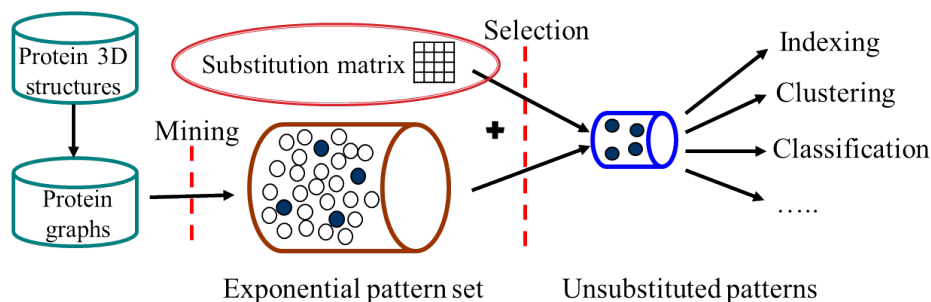 Protein 3D
structures
Protein
graphs
Mining
Substitution matrix
Selection
+
Exponential pattern set
Unsubstituted patterns
Indexing
Clustering
Classification
.....